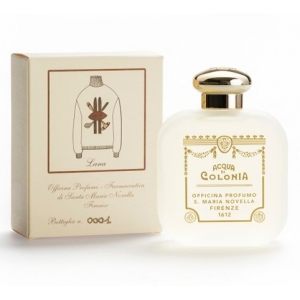 Lana
Officina Profumo - Farmaceutica
di Santa Maria Novella
Firenze
Bottiglia n. 0001
ACQUA
DI
COLONIA
OFFICINA PROFUMO
S. MARIA NOVELLA
FIRENZE
1612